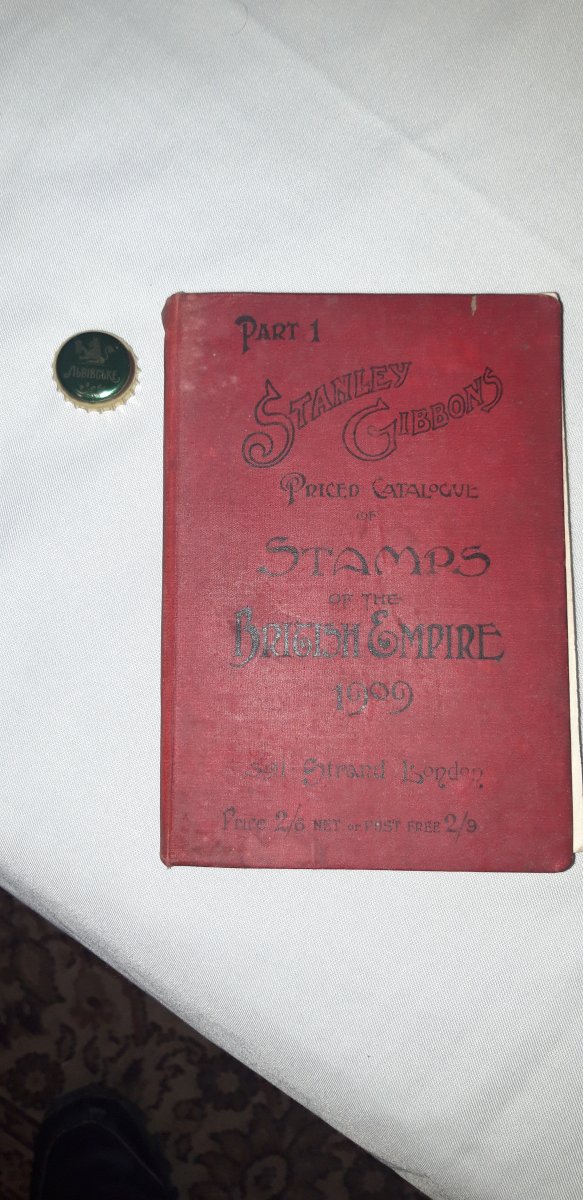 ЛЬВІВСЬКЕ
PART 1
STANLEY
GIBBONS
PRICED CATALOGUE
OF
STAMPS
OF THE
BRITISH EMPIRE
1909
391 Strand London
Price 2/6 NET or POST FREE 2/9